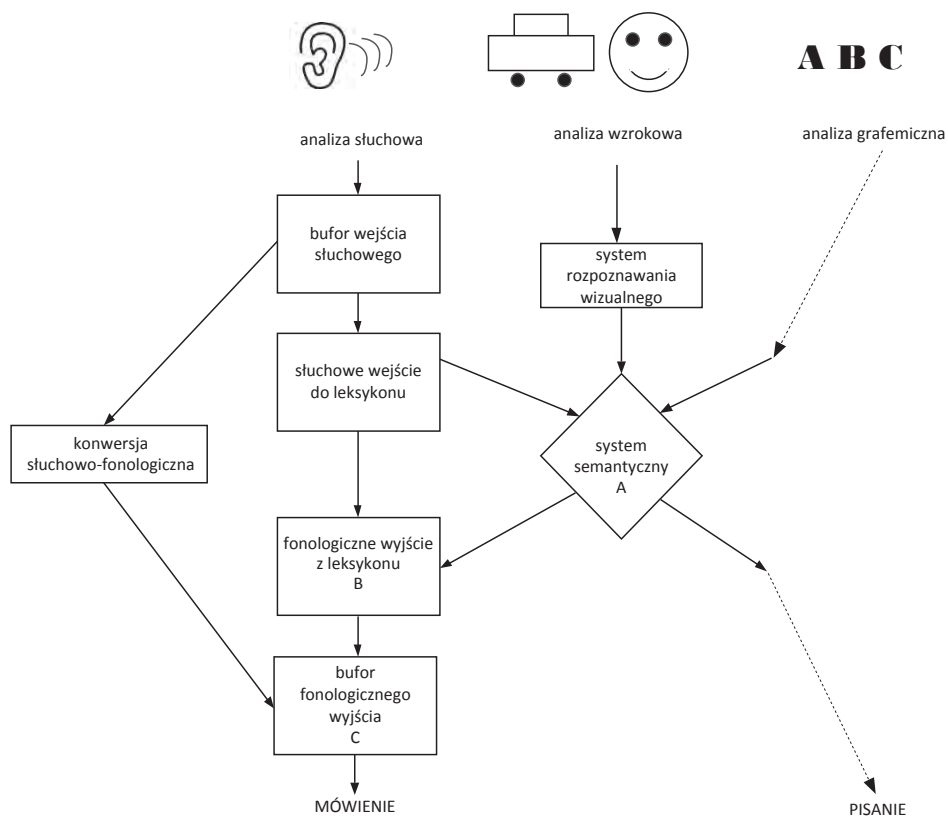 A B C
analiza słuchowa
analiza wzrokowa
analiza grafemiczna
bufor wejścia
słuchowego
system
rozpoznawania
wizualnego
słuchowe wejście
do leksykonu
konwersja
słuchowo-fonologiczna
system
semantyczny
A
fonologiczne wyjście
z leksykonu
B
bufor
fonologicznego
wyjścia
C
MÓWIENIE
PISANIE